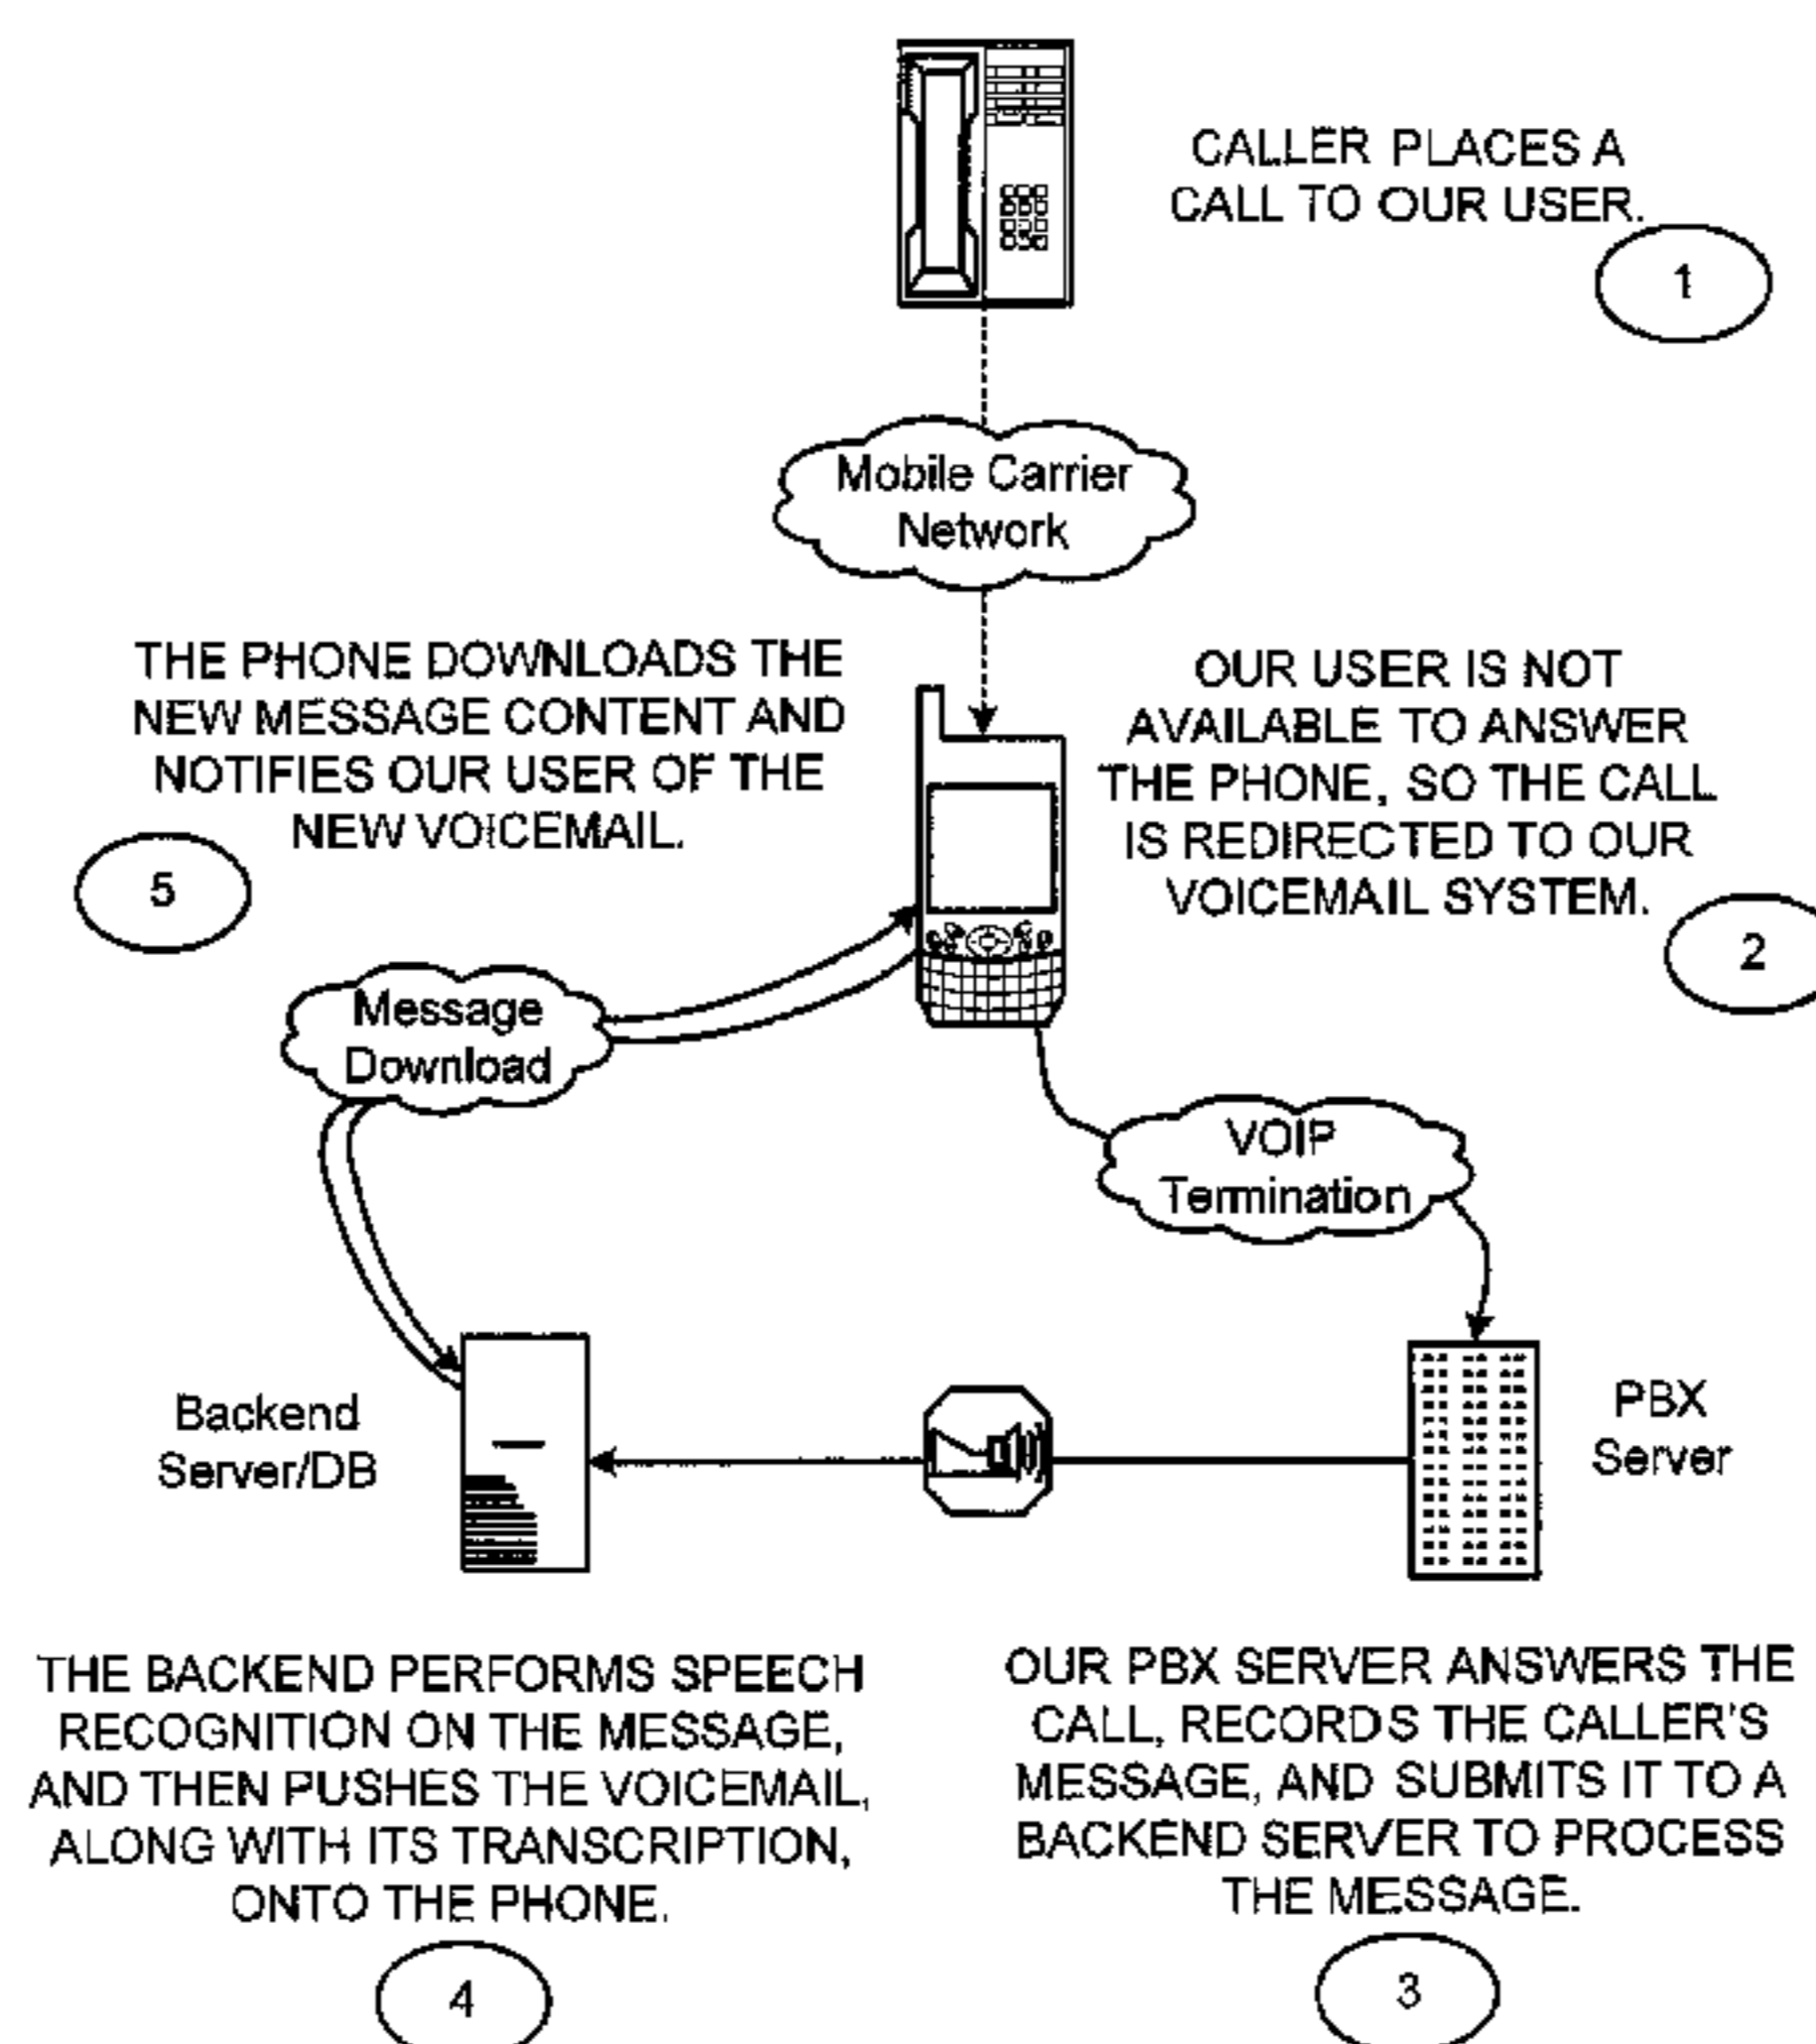 CALLER PLACES A
CALL TO OUR USER.
1
Mobile Carrier
Network
THE PHONE DOWNLOADS THE
NEW MESSAGE CONTENT AND
NOTIFIES OUR USER OF THE
NEW VOICEMAIL.
5
OUR USER IS NOT
AVAILABLE TO ANSWER
THE PHONE, SO THE CALL
IS REDIRECTED TO OUR
VOICEMAIL SYSTEM.
2
Message
Download
VOIP
Termination
Backend
Server/DB
PBX
Server
THE BACKEND PERFORMS SPEECH
RECOGNITION ON THE MESSAGE,
AND THEN PUSHES THE VOICEMAIL,
ALONG WITH ITS TRANSCRIPTION,
ONTO THE PHONE.
4
OUR PBX SERVER ANSWERS THE
CALL, RECORDS THE CALLER'S
MESSAGE, AND SUBMITS IT TO A
BACKEND SERVER TO PROCESS
THE MESSAGE.
3